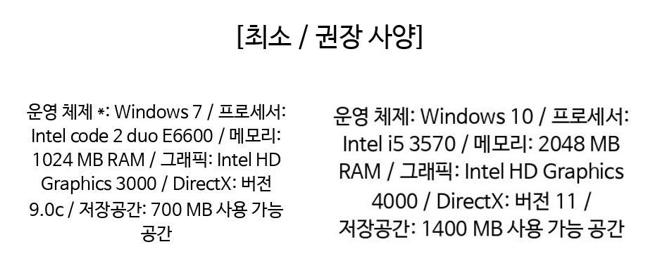 [최소 / 권장 사양]
운영 체제 *: Windows 7 / 프로세서:
Intel code 2 duo E6600 / 메모리:
1024 MB RAM / 그래픽: Intel HD
Graphics 3000 / DirectX: 버전
9.0c / 저장공간: 700 MB 사용 가능
공간
운영 체제: Windows 10 / 프로세서:
Intel i5 3570 / 메모리: 2048 MB
RAM / 그래픽: Intel HD Graphics
4000 / DirectX: 버전 11 /
저장공간: 1400 MB 사용 가능 공간